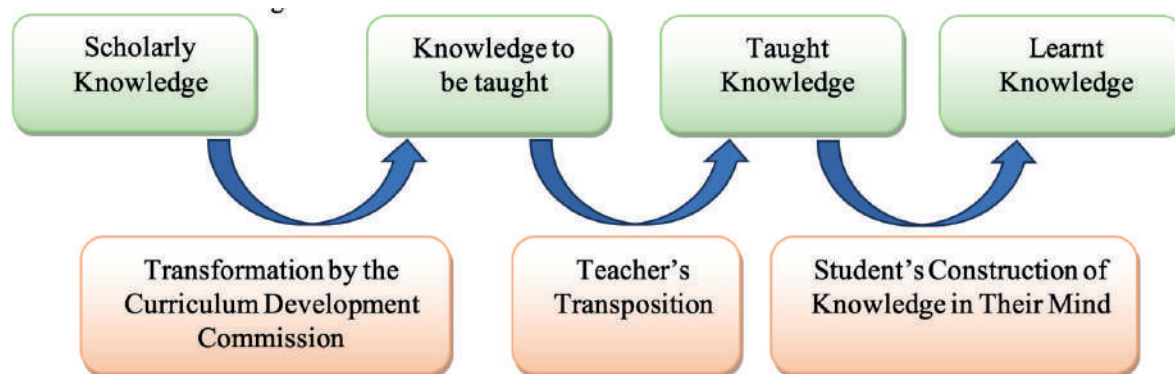 Scholarly
Knowledge
Knowledge to
be taught
Taught
Knowledge
Learnt
Knowledge
Transformation by the
Curriculum Development
Commission
Teacher's
Transposition
Student's Construction of
Knowledge in Their Mind